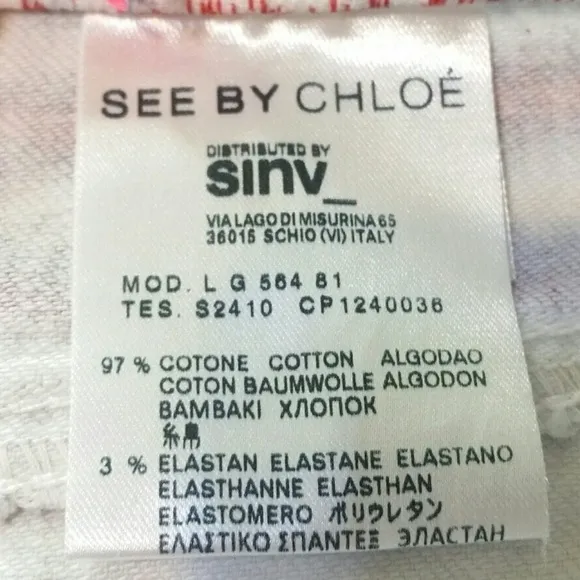 SEE BY CHLOÉ
DISTRIBUTED BY
sinv_
VIA LAGO DI MISURINA 65
36015 SCHIO (VI) ITALY
MOD. L G 564 81
TES. S2410 CP1240036
97 % COTONE COTTON ALGODAO
COTON BAUMWOLLE ALGODON
BAMBAKI ХЛОПОК
3 % ELASTAN ELASTANE ELASTANO
ELASTHANNE ELASTHAN
ELASTOMERO ポリウレタン
ΕΛΑΣΤΙΚΟ ΣΠΑΝΤΕΞ ЭЛАСТАН